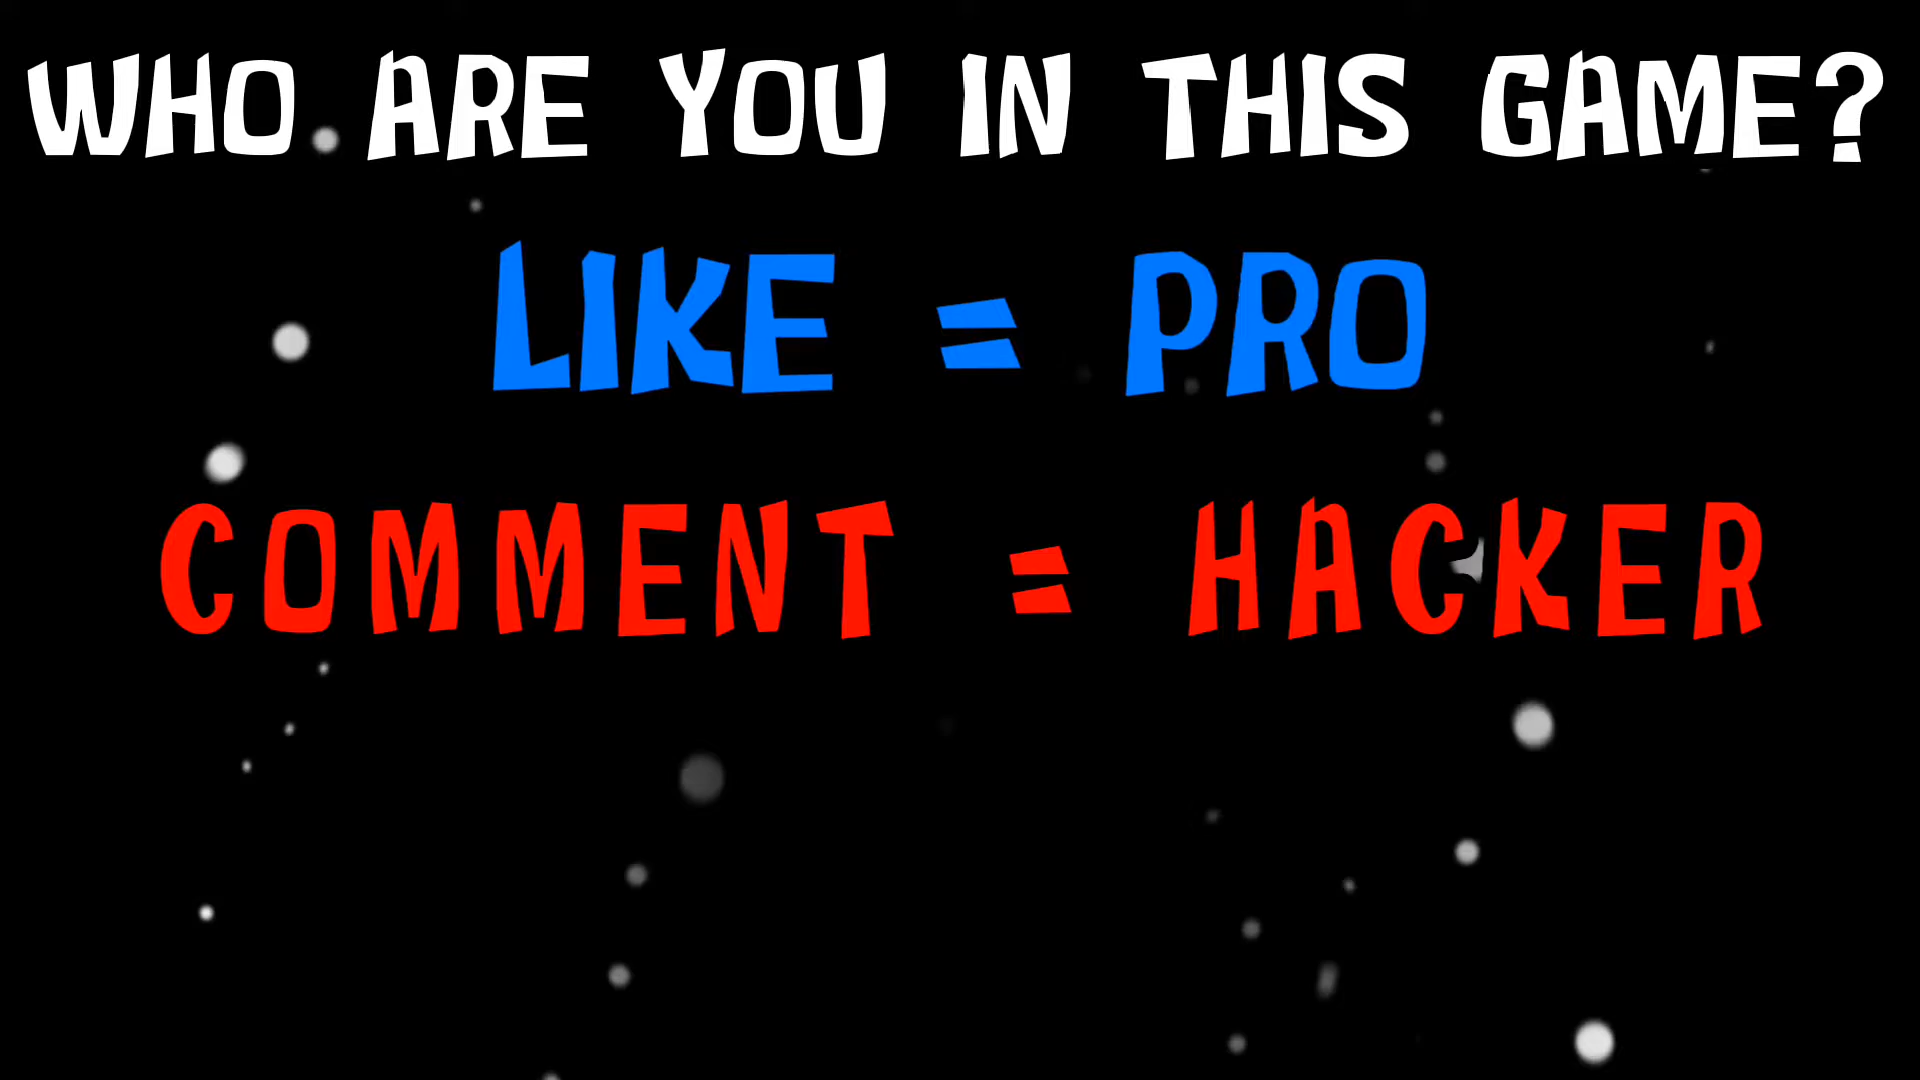 WHO ARE YOU IN THIS GAME?
LIKE = PRO
COMMENT = HACKER